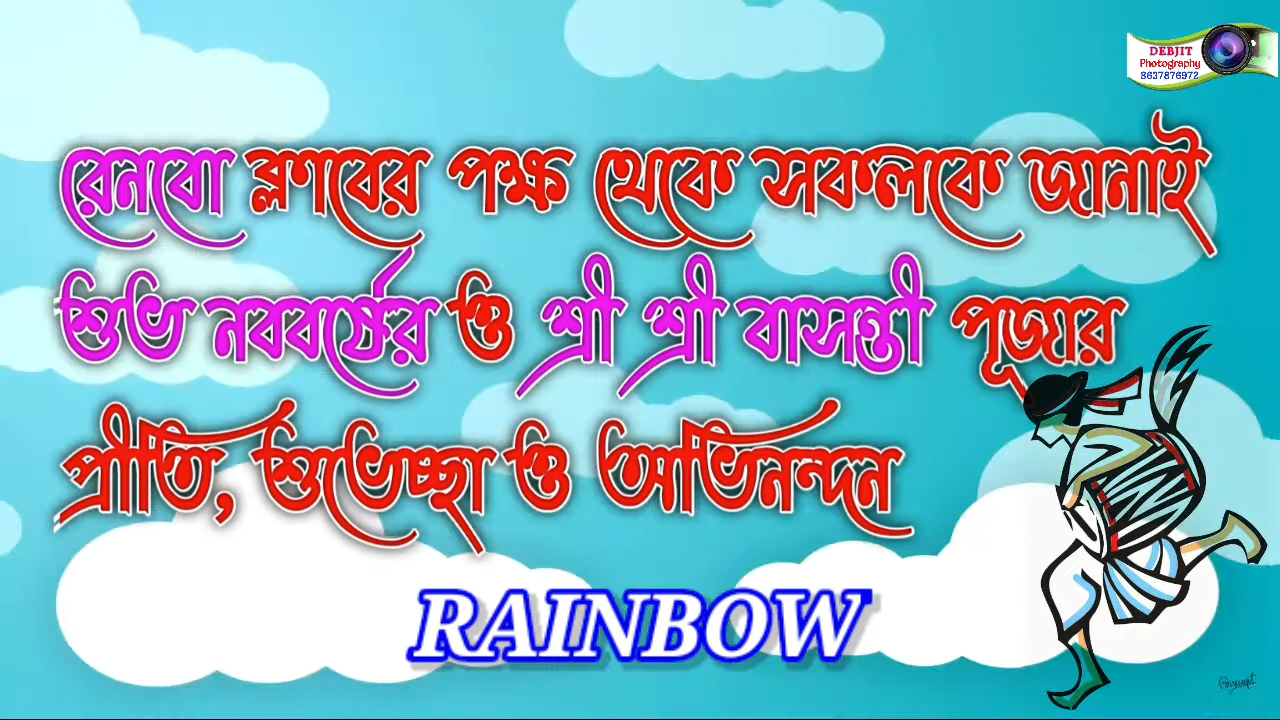 DEBJIT
Photography
8637876972
রেনবো ক্লাবের পক্ষ থেকে সকলকে জানাই
শুভ নববর্ষের ও শ্রী শ্রী বাসন্তী পূজার
প্রীতি, শুভেচ্ছা ও অভিনন্দন
RAINBOW